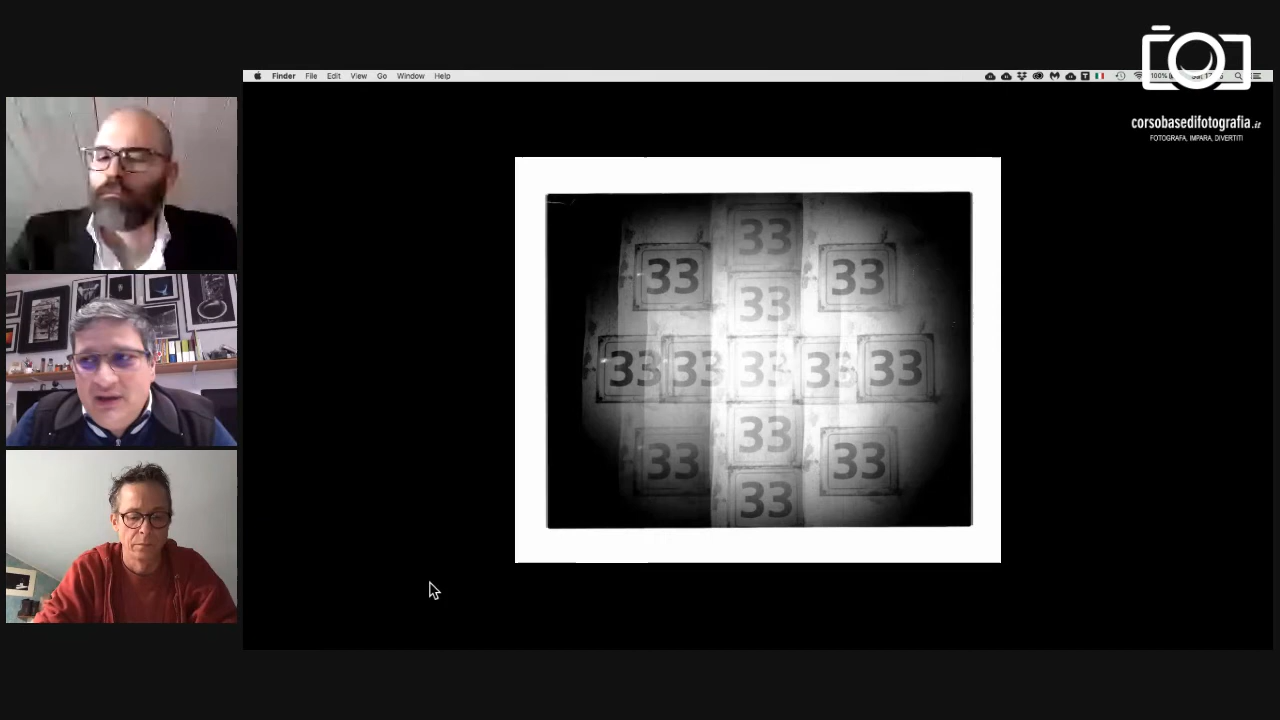 Finder File Edit View Go Window Help
100%
corsobasedifotografia.it
FOTOGRAFA, IMPARA, DIVERTITI
33
33 33
33
33 33 33 33 33
33
33 33
33